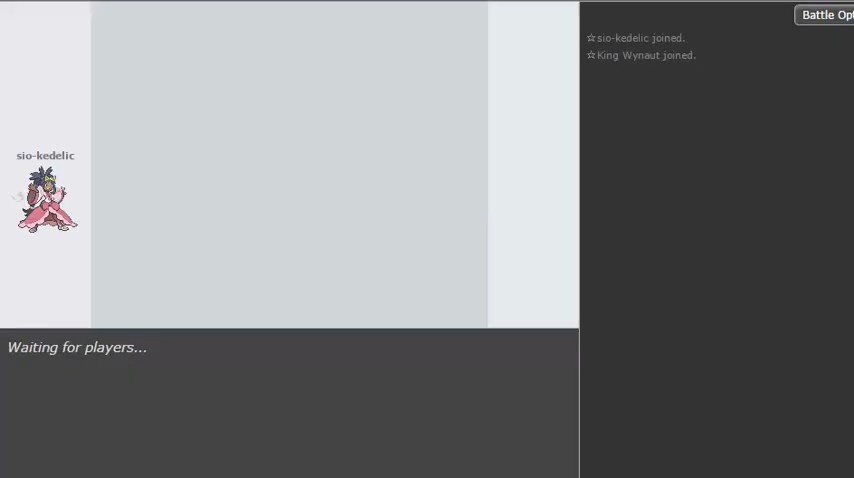 Battle Opt
☆sio-kedelic joined.
☆King Wynaut joined.
sio-kedelic
Waiting for players...